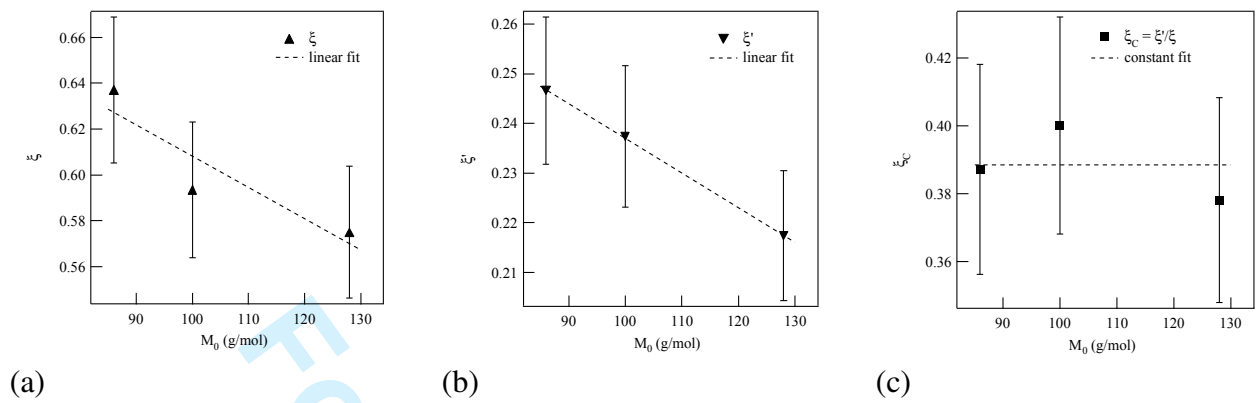 0.66
0.64
0.62
0.60
0.58
0.56
ξ
ξ
linear fit
90 100 110 120 130
M₀ (g/mol)
(a)
0.26
0.25
0.24
0.23
0.22
0.21
ξ'
ξ'
linear fit
90 100 110 120 130
M₀ (g/mol)
(b)
0.42
0.40
0.38
0.36
ξ_C
ξ_C = ξ'/ξ
constant fit
90 100 110 120 130
M₀ (g/mol)
(c)